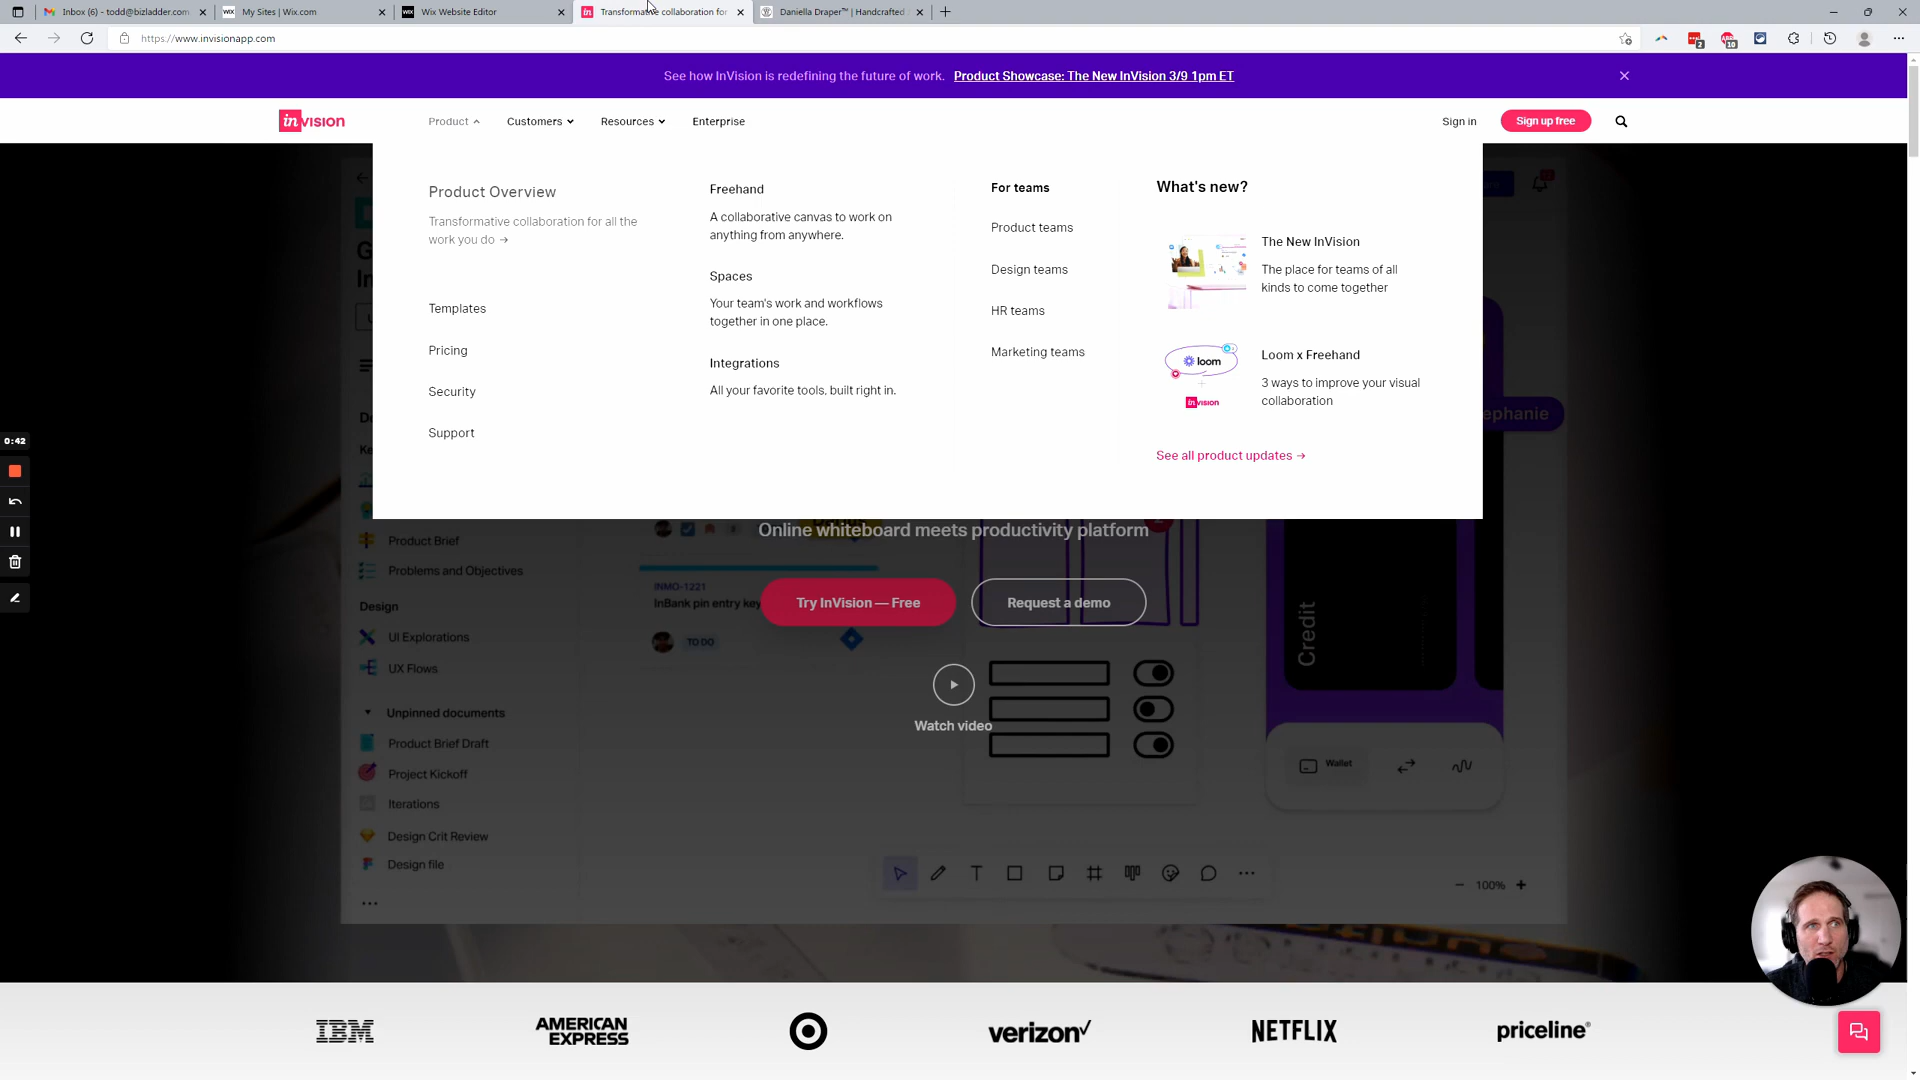 Inbox (6) - todd@bizladder.com
My Sites | Wix.com
Wix Website Editor
Transformative collaboration for
Daniella Draper™ | Handcrafted
https://www.invisionapp.com
2
10
See how InVision is redefining the future of work. Product Showcase: The New InVision 3/9 1pm ET
inVISION
Product
Customers
Resources
Enterprise
Sign in
Sign up free
Product Overview
Transformative collaboration for all the
work you do →
Templates
Pricing
Security
Support
Freehand
A collaborative canvas to work on
anything from anywhere.
Spaces
Your team's work and workflows
together in one place.
Integrations
All your favorite tools, built right in.
For teams
Product teams
Design teams
HR teams
Marketing teams
What's new?
The New InVision
The place for teams of all
kinds to come together
loom
inVISION
Loom x Freehand
3 ways to improve your visual
collaboration
See all product updates →
ephanie
0:42
Online whiteboard meets productivity platform
Try InVision — Free
Request a demo
Watch video
Product Brief
Problems and Objectives
Design
UI Explorations
UX Flows
Unpinned documents
Product Brief Draft
Project Kickoff
Iterations
Design Crit Review
Design file
INMO-1221
InBank pin entry key
TO DO
Credit
Wallet
100%
IBM
AMERICAN
EXPRESS
verizon✓
NETFLIX
priceline®